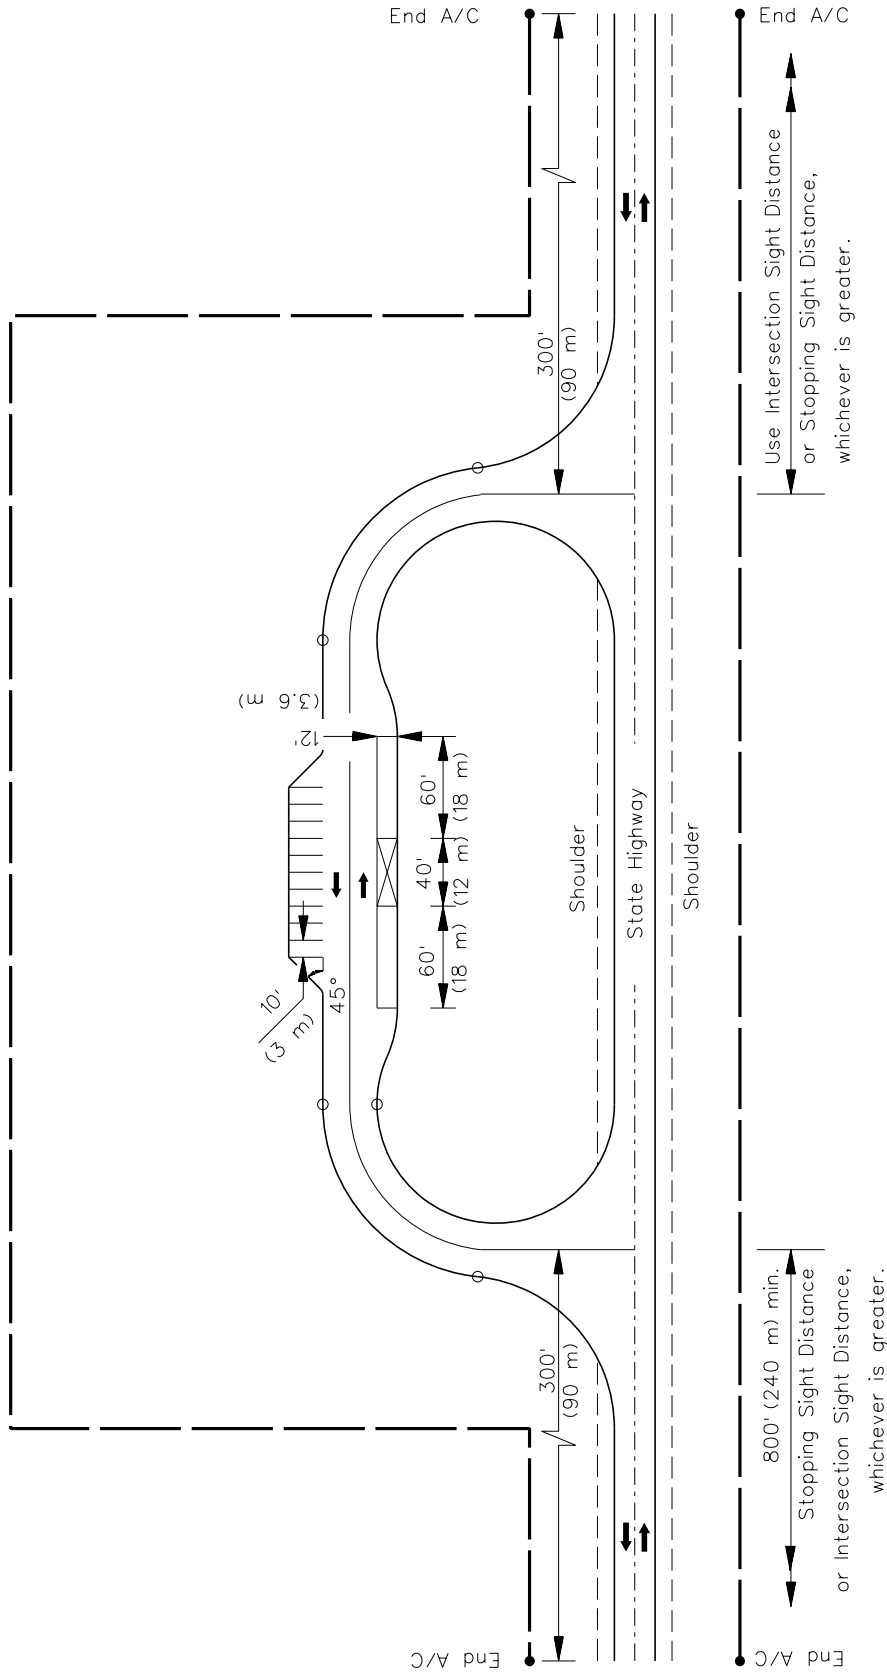 End A/C
End A/C
Use Intersection Sight Distance
or Stopping Sight Distance,
whichever is greater.
300'
(90 m)
12'
(3.6 m)
60'
(18 m)
40'
(12 m)
60'
(18 m)
10'
(3 m)
45°
Shoulder
State Highway
Shoulder
300'
(90 m)
800' (240 m) min.
Stopping Sight Distance
or Intersection Sight Distance,
whichever is greater.
End A/C
End A/C